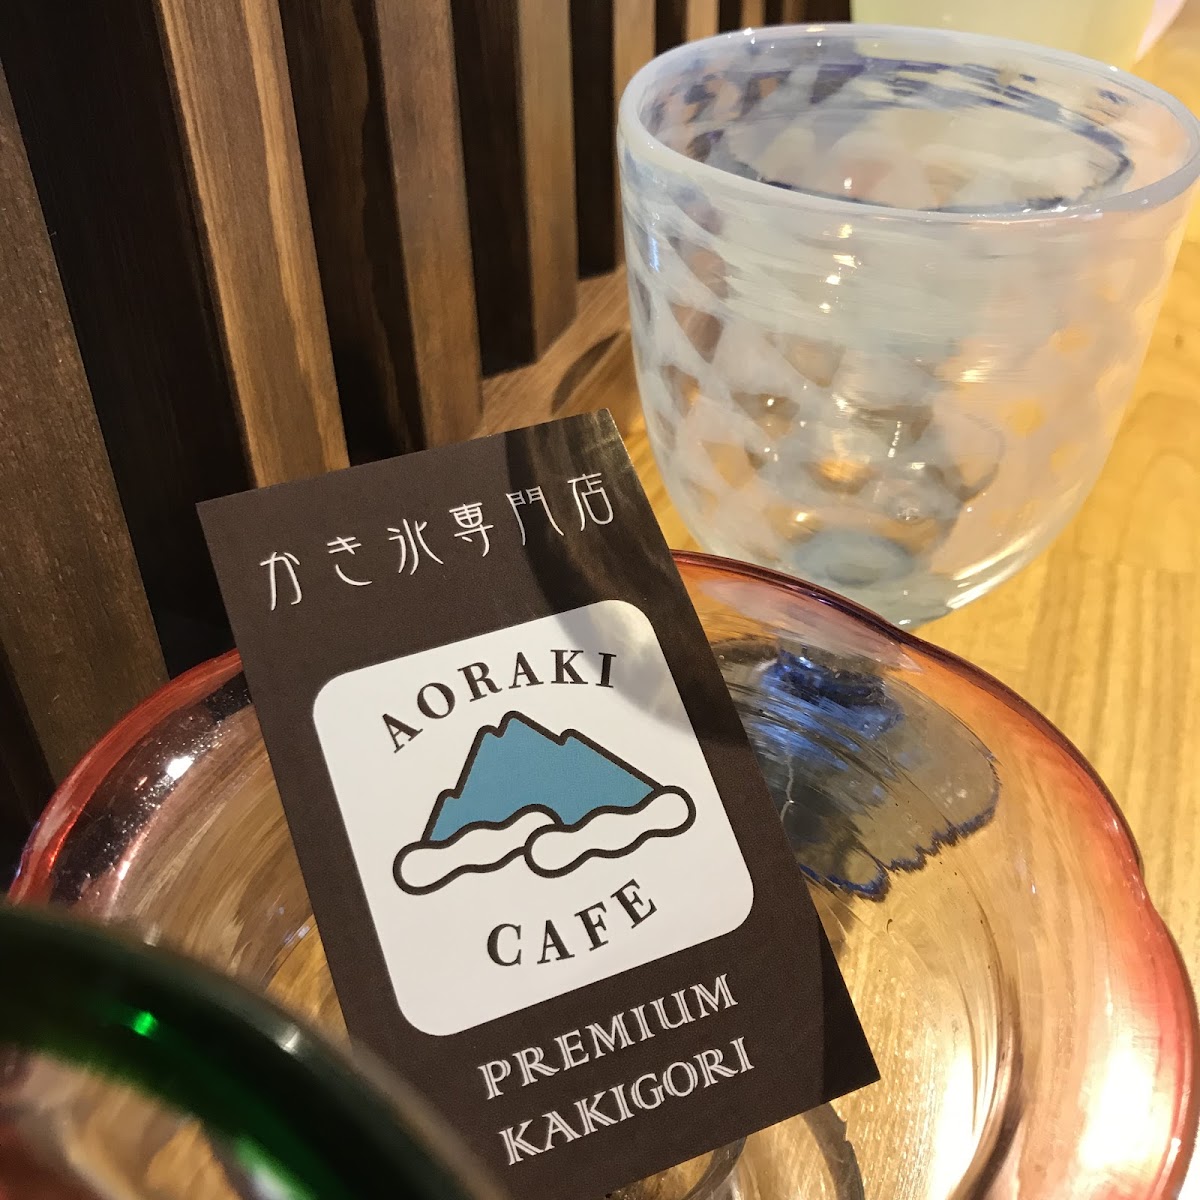 かき氷専門店
AORAKI
CAFE
PREMIUM
KAKIGORI